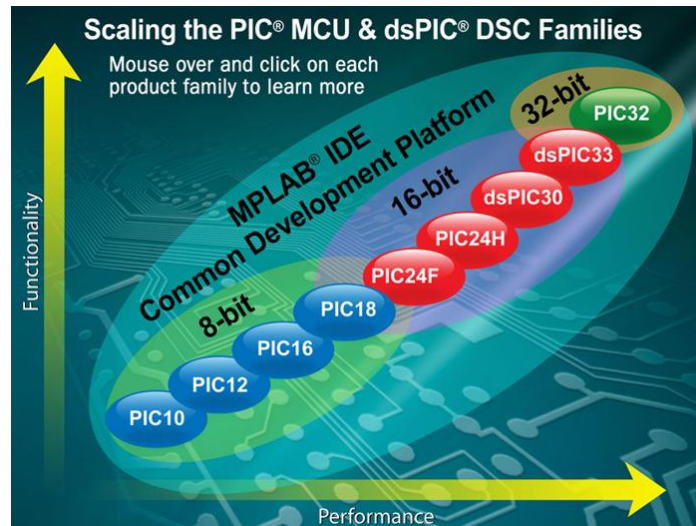 Scaling the PIC® MCU & dsPIC® DSC Families
Mouse over and click on each
product family to learn more
MPLAB® IDE
Common Development Platform
32-bit
PIC32
dsPIC33
16-bit
dsPIC30
PIC24H
PIC24F
8-bit
PIC18
PIC16
PIC12
PIC10
Functionality
Performance